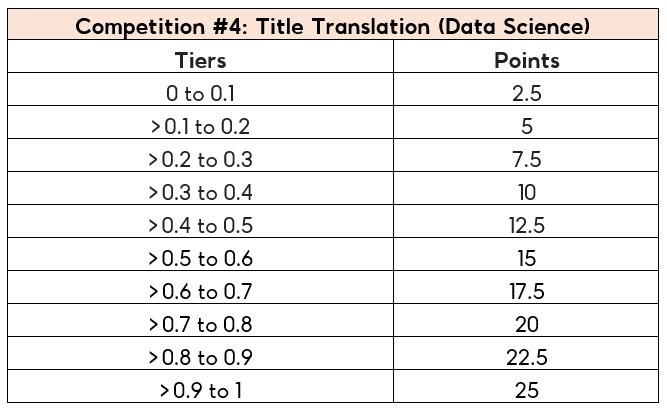 Competition #4: Title Translation (Data Science)
Tiers Points
0 to 0.1 2.5
>0.1 to 0.2 5
>0.2 to 0.3 7.5
>0.3 to 0.4 10
>0.4 to 0.5 12.5
>0.5 to 0.6 15
>0.6 to 0.7 17.5
>0.7 to 0.8 20
>0.8 to 0.9 22.5
>0.9 to 1 25